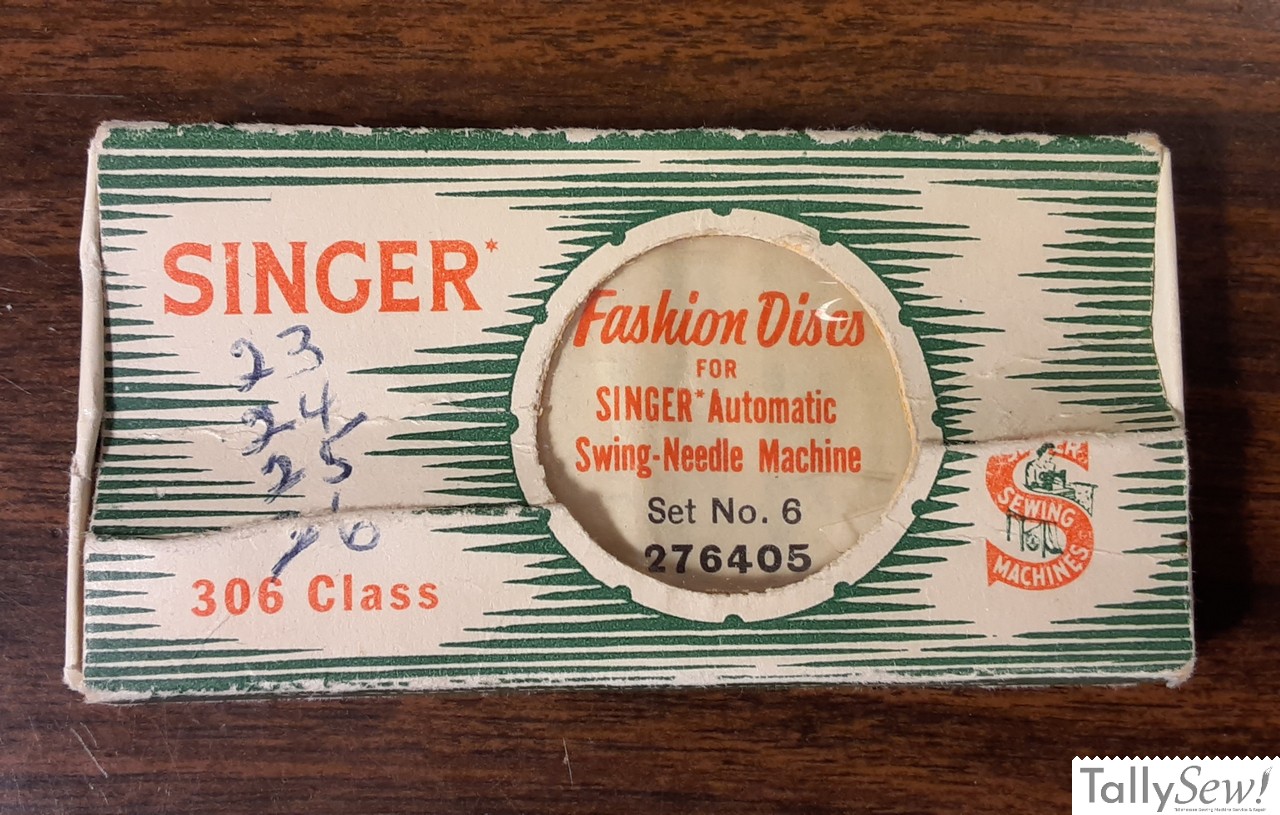 SINGER*
23
24
25
26
306 Class
Fashion Discs
FOR
SINGER* Automatic
Swing-Needle Machine
Set No. 6
276405
SEWING
MACHINES
TallySew!